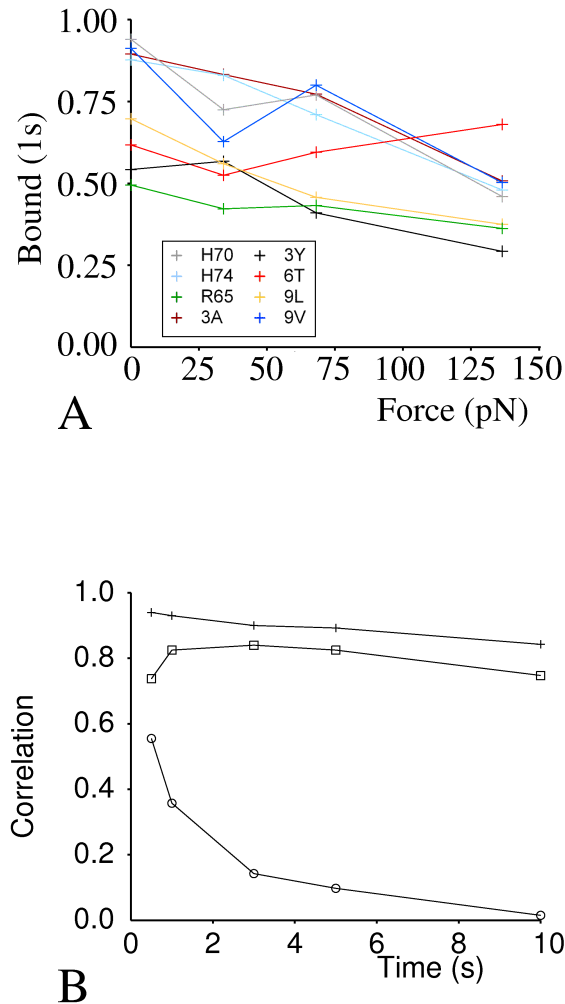 1.00
0.75
0.50
0.25
0.00
Bound (1s)
H70 3Y
H74 6T
R65 9L
3A 9V
0 25 50 75 100 125 150
Force (pN)
A
1.0
0.8
0.6
0.4
0.2
0.0
Correlation
0 2 4 6 8 10
Time (s)
B